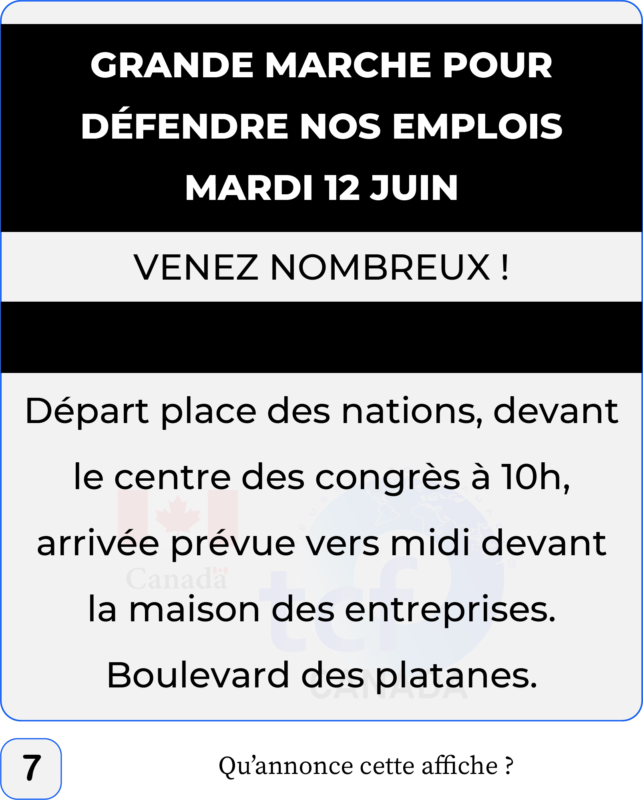 GRANDE MARCHE POUR
DÉFENDRE NOS EMPLOIS
MARDI 12 JUIN
VENEZ NOMBREUX !
Départ place des nations, devant
le centre des congrès à 10h,
arrivée prévue vers midi devant
la maison des entreprises.
Boulevard des platanes.
Canada
tcf
CANADA
7
Qu’annonce cette affiche ?